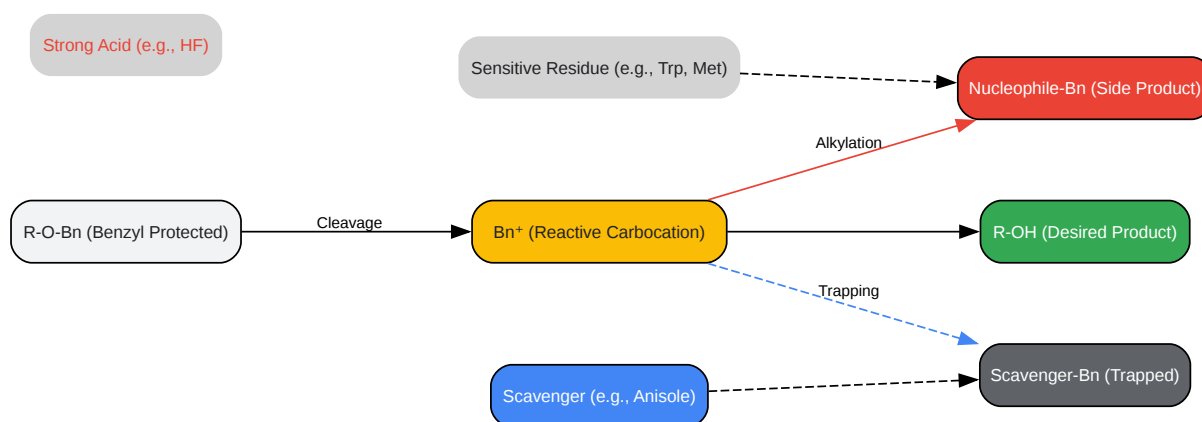 Strong Acid (e.g., HF)
Sensitive Residue (e.g., Trp, Met)
Nucleophile-Bn (Side Product)
Alkylation
R-O-Bn (Benzyl Protected)
Cleavage
Bn⁺ (Reactive Carbocation)
R-OH (Desired Product)
Trapping
Scavenger (e.g., Anisole)
Scavenger-Bn (Trapped)